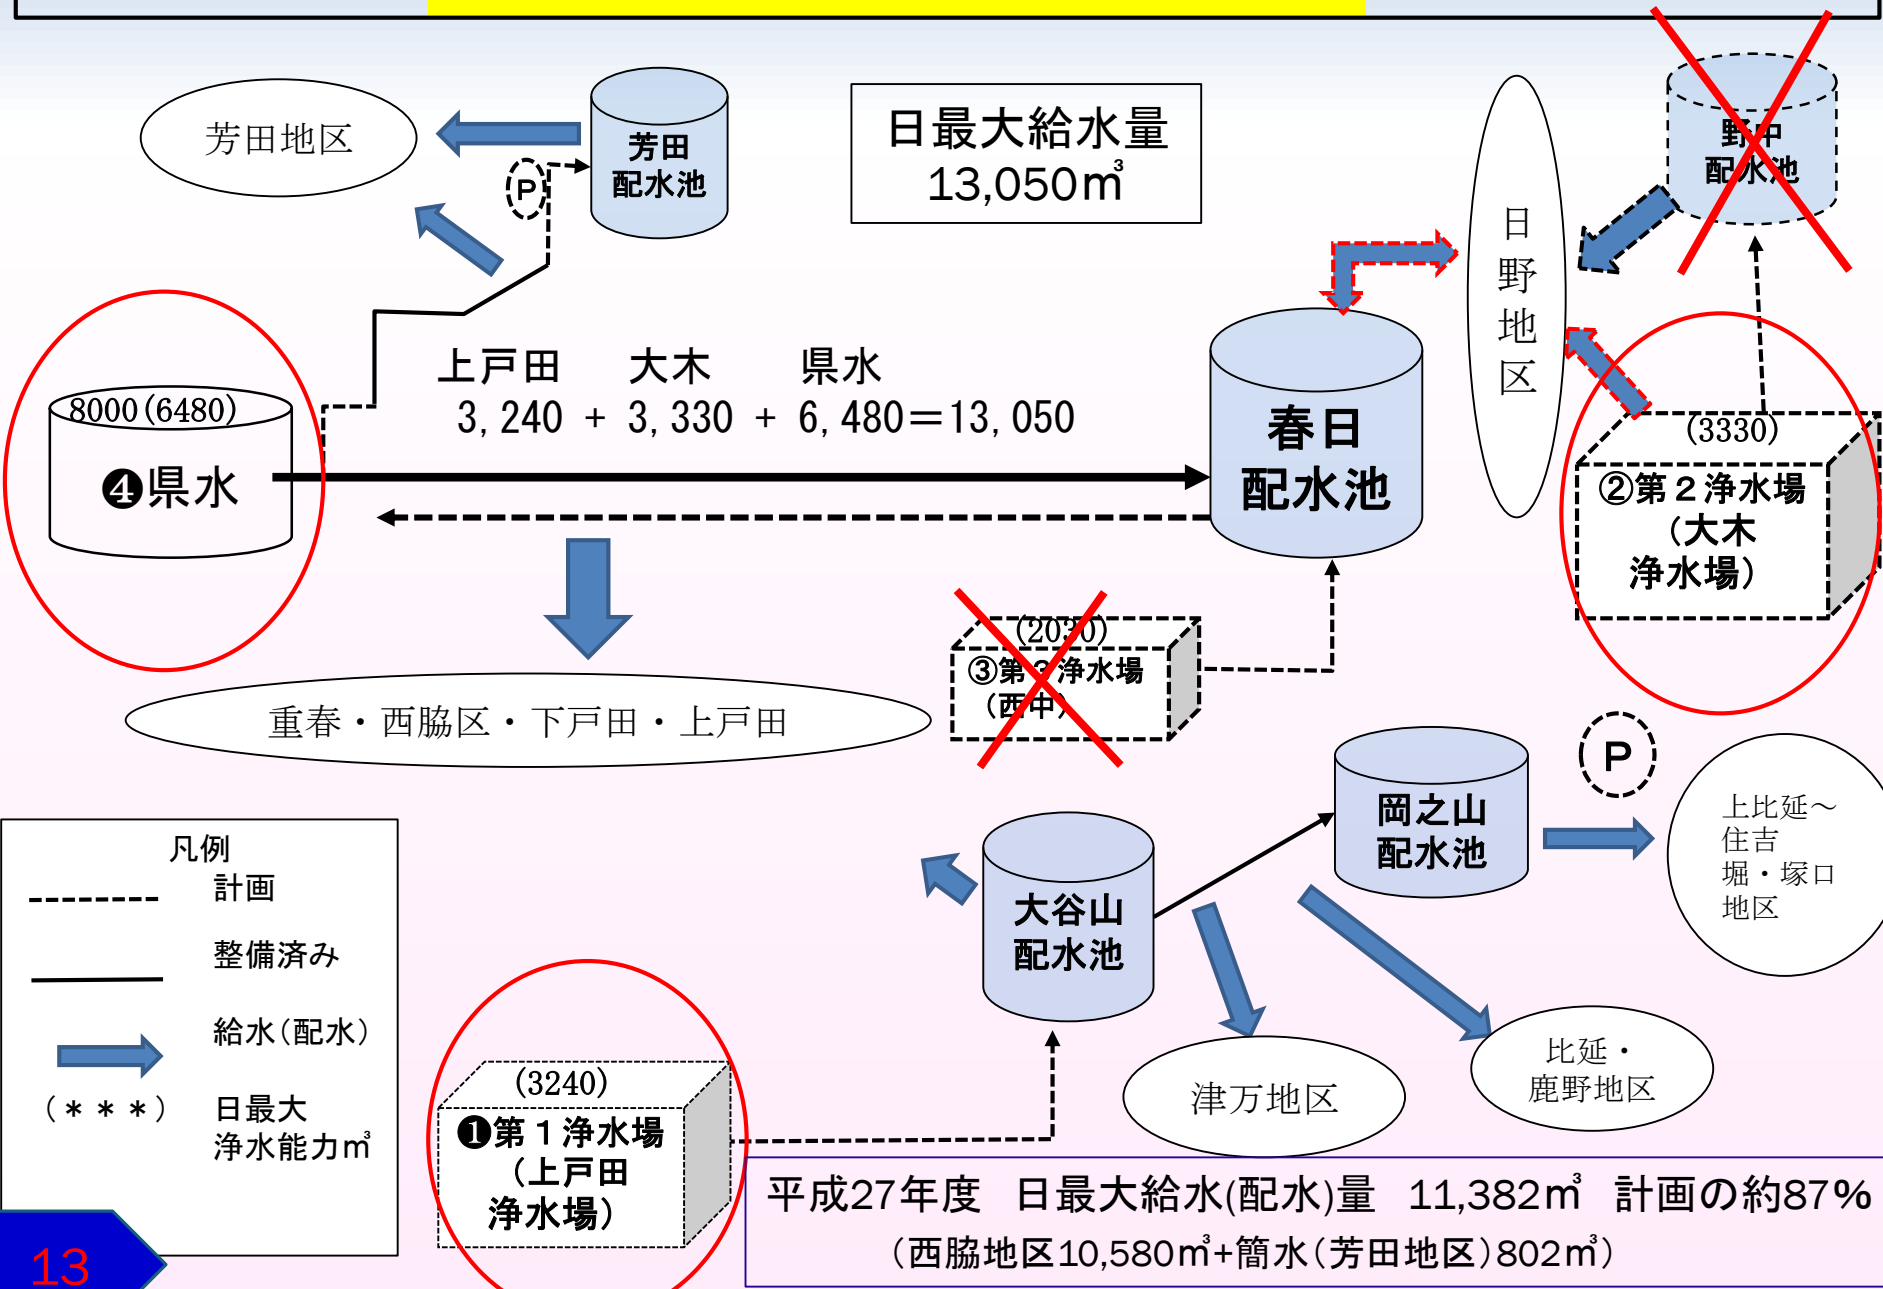 芳田地区
芳田
配水池
P
日最大給水量
13,050㎥
野中
配水池
日野地区
上戸田 大木 県水
3,240 + 3,330 + 6,480＝13,050
8000(6480)
❹県水
春日
配水池
(3330)
②第２浄水場
（大木
浄水場）
(2030)
③第３浄水場
（西中）
重春・西脇区・下戸田・上戸田
P
岡之山
配水池
上比延～
住吉
堀・塚口
地区
大谷山
配水池
凡例
計画
整備済み
給水（配水）
(＊＊＊) 日最大
浄水能力㎥
(3240)
❶第１浄水場
（上戸田
浄水場）
津万地区
比延・
鹿野地区
平成27年度 日最大給水(配水)量 11,382㎥ 計画の約87％
（西脇地区10,580㎥+簡水（芳田地区）802㎥）
13